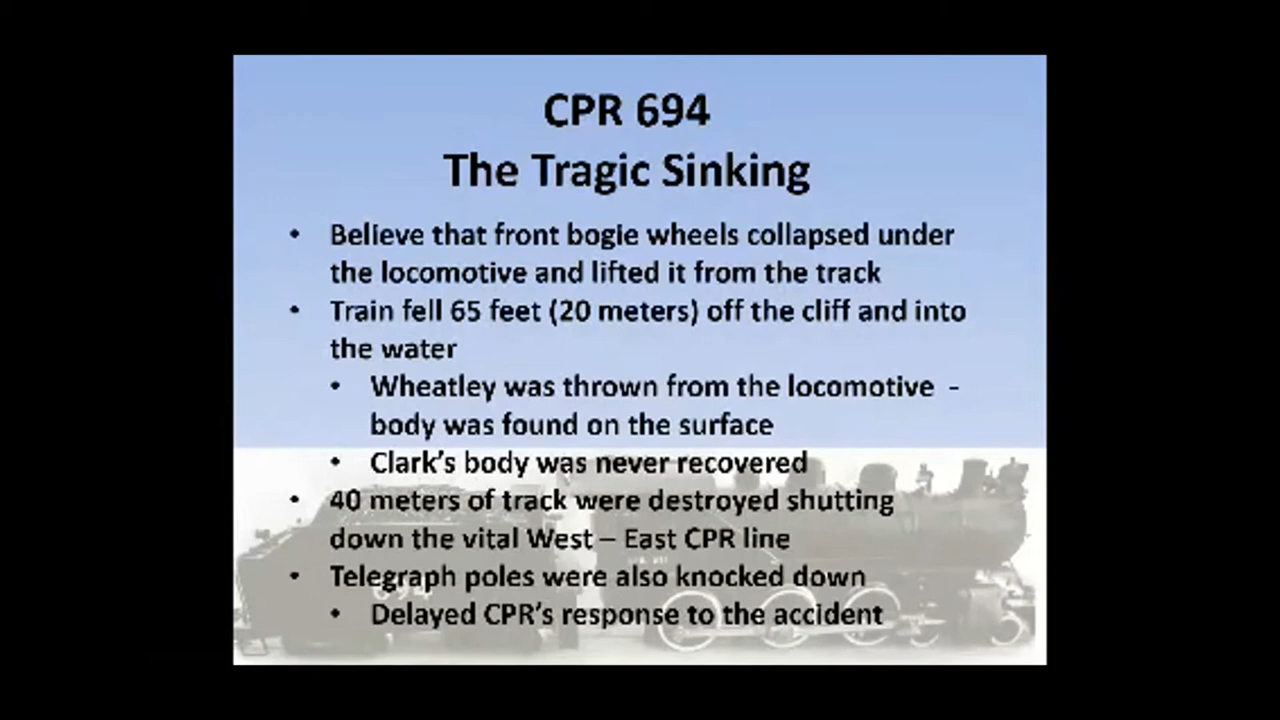 CPR 694
The Tragic Sinking
• Believe that front bogie wheels collapsed under
the locomotive and lifted it from the track
• Train fell 65 feet (20 meters) off the cliff and into
the water
• Wheatley was thrown from the locomotive -
body was found on the surface
• Clark's body was never recovered
• 40 meters of track were destroyed shutting
down the vital West – East CPR line
• Telegraph poles were also knocked down
694
• Delayed CPR's response to the accident